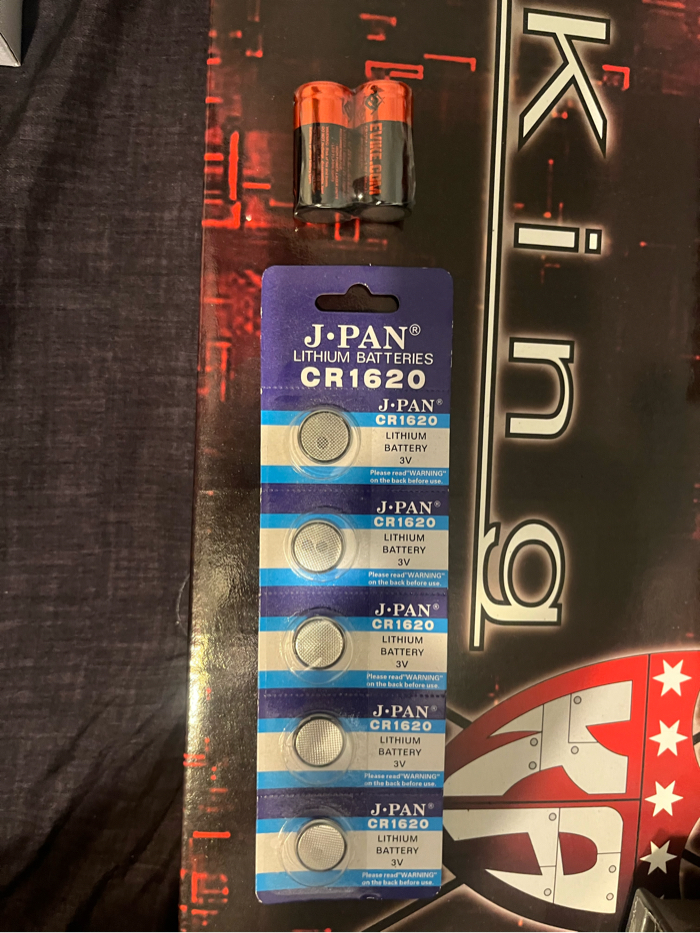 EVIKE.COM
King
J·PAN®
LITHIUM BATTERIES
CR1620
J·PAN®
CR1620
LITHIUM
BATTERY
3V
Please read"WARNING"
on the back before use.
J·PAN®
CR1620
LITHIUM
BATTERY
3V
Please read"WARNING"
on the back before use.
J·PAN®
CR1620
LITHIUM
BATTERY
3V
Please read"WARNING"
on the back before use.
J·PAN®
CR1620
LITHIUM
BATTERY
3V
Please read"WARNING"
on the back before use.
J·PAN®
CR1620
LITHIUM
BATTERY
3V
Please read"WARNING"
on the back before use.